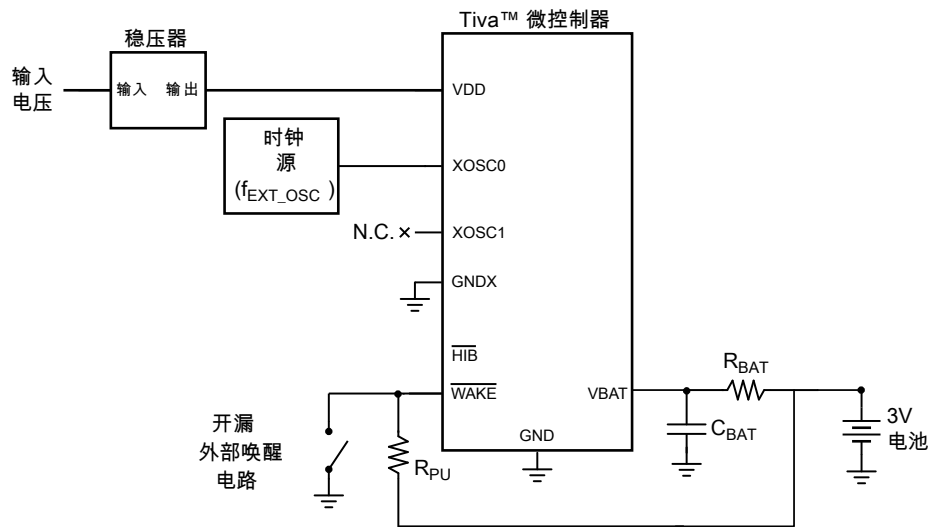 Tiva™ 微控制器
稳压器
输入
电压
输入 输出
VDD
时钟
源
(fEXT_OSC )
XOSC0
N.C. ×
XOSC1
GNDX
HIB
WAKE
VBAT
RBAT
CBAT
3V
电池
GND
开漏
外部唤醒
电路
RPU